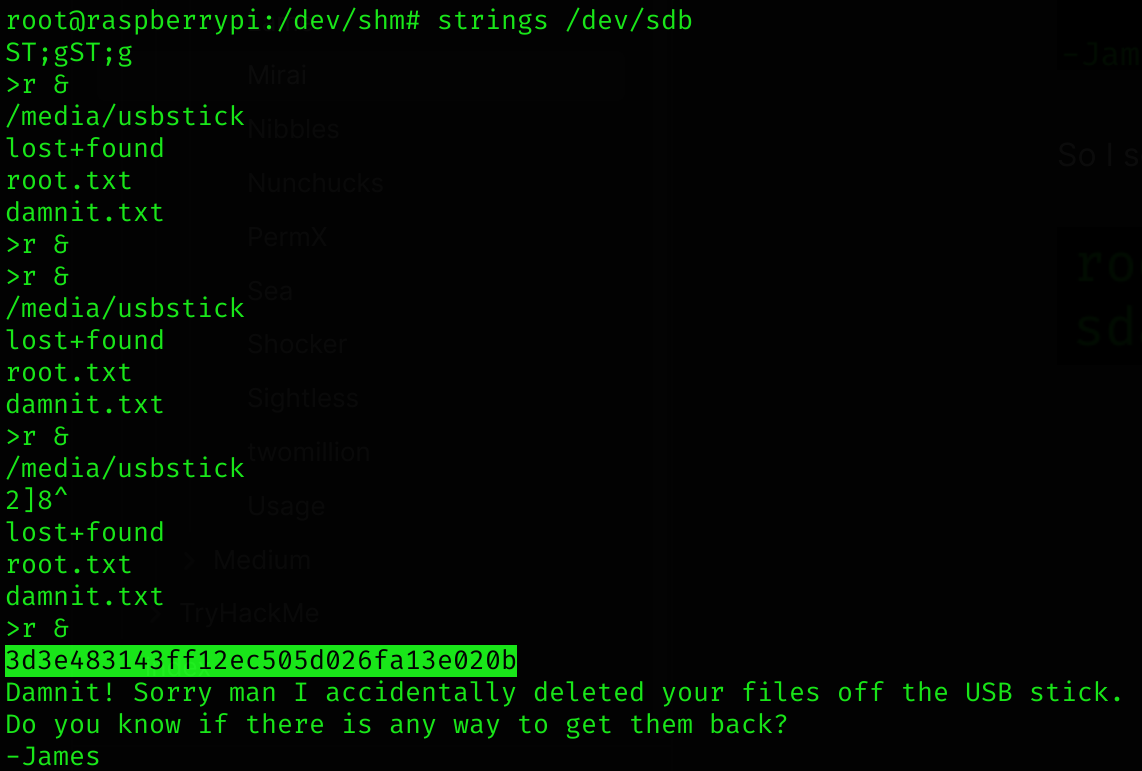 root@raspberrypi:/dev/shm# strings /dev/sdb
ST;gST;g
>r &
/media/usbstick
lost+found
root.txt
damnit.txt
>r &
>r &
/media/usbstick
lost+found
root.txt
damnit.txt
>r &
/media/usbstick
2]8^
lost+found
root.txt
damnit.txt
>r &
3d3e483143ff12ec505d026fa13e020b
Damnit! Sorry man I accidentally deleted your files off the USB stick.
Do you know if there is any way to get them back?
-James
Mirai
Nibbles
Nunchucks
PermX
Sea
Shocker
Sightless
twomillion
Usage
> Medium
TryHackMe
-Jam
So I s
ro
sd